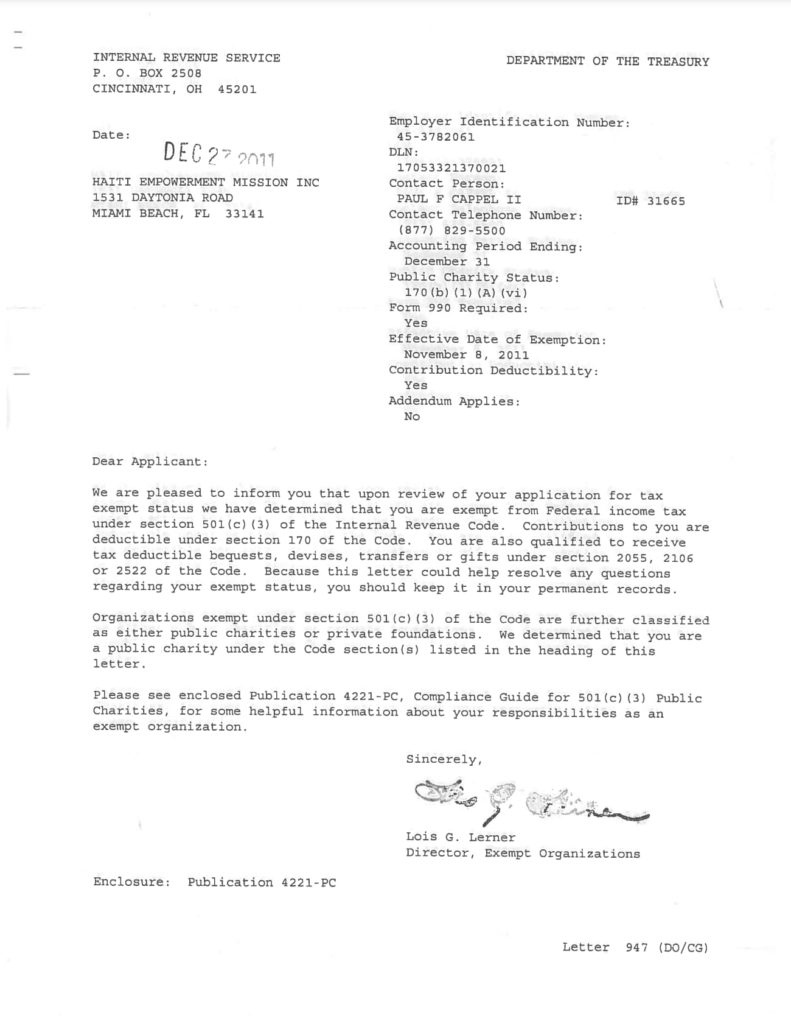 INTERNAL REVENUE SERVICE
P. O. BOX 2508
CINCINNATI, OH 45201
DEPARTMENT OF THE TREASURY
Date:
DEC 27 2011
HAITI EMPOWERMENT MISSION INC
1531 DAYTONIA ROAD
MIAMI BEACH, FL 33141
Employer Identification Number:
45-3782061
DLN:
17053321370021
Contact Person:
PAUL F CAPPEL II ID# 31665
Contact Telephone Number:
(877) 829-5500
Accounting Period Ending:
December 31
Public Charity Status:
170(b)(1)(A)(vi)
Form 990 Required:
Yes
Effective Date of Exemption:
November 8, 2011
Contribution Deductibility:
Yes
Addendum Applies:
No
Dear Applicant:
We are pleased to inform you that upon review of your application for tax
exempt status we have determined that you are exempt from Federal income tax
under section 501(c)(3) of the Internal Revenue Code. Contributions to you are
deductible under section 170 of the Code. You are also qualified to receive
tax deductible bequests, devises, transfers or gifts under section 2055, 2106
or 2522 of the Code. Because this letter could help resolve any questions
regarding your exempt status, you should keep it in your permanent records.
Organizations exempt under section 501(c)(3) of the Code are further classified
as either public charities or private foundations. We determined that you are
a public charity under the Code section(s) listed in the heading of this
letter.
Please see enclosed Publication 4221-PC, Compliance Guide for 501(c)(3) Public
Charities, for some helpful information about your responsibilities as an
exempt organization.
Sincerely,
Lois G. Lerner
Lois G. Lerner
Director, Exempt Organizations
Enclosure: Publication 4221-PC
Letter 947 (DO/CG)